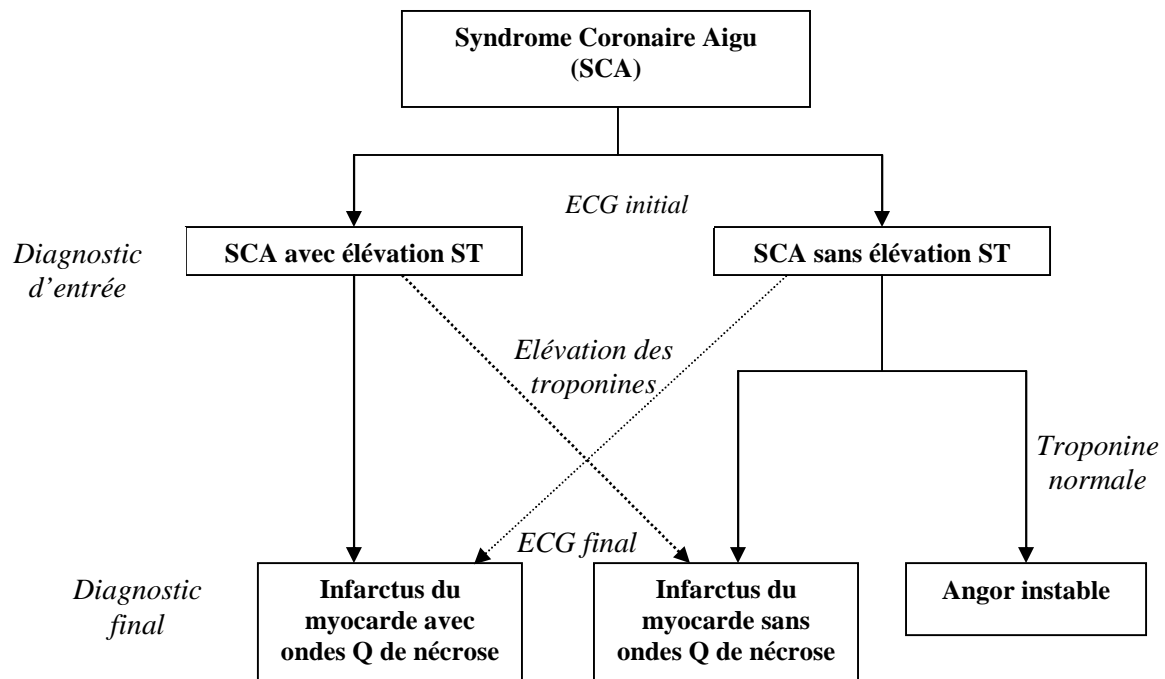 Syndrome Coronaire Aigu
(SCA)
ECG initial
Diagnostic
d’entrée
SCA avec élévation ST
SCA sans élévation ST
Elévation des
troponines
Troponine
normale
ECG final
Diagnostic
final
Infarctus du
myocarde avec
ondes Q de nécrose
Infarctus du
myocarde sans
ondes Q de nécrose
Angor instable